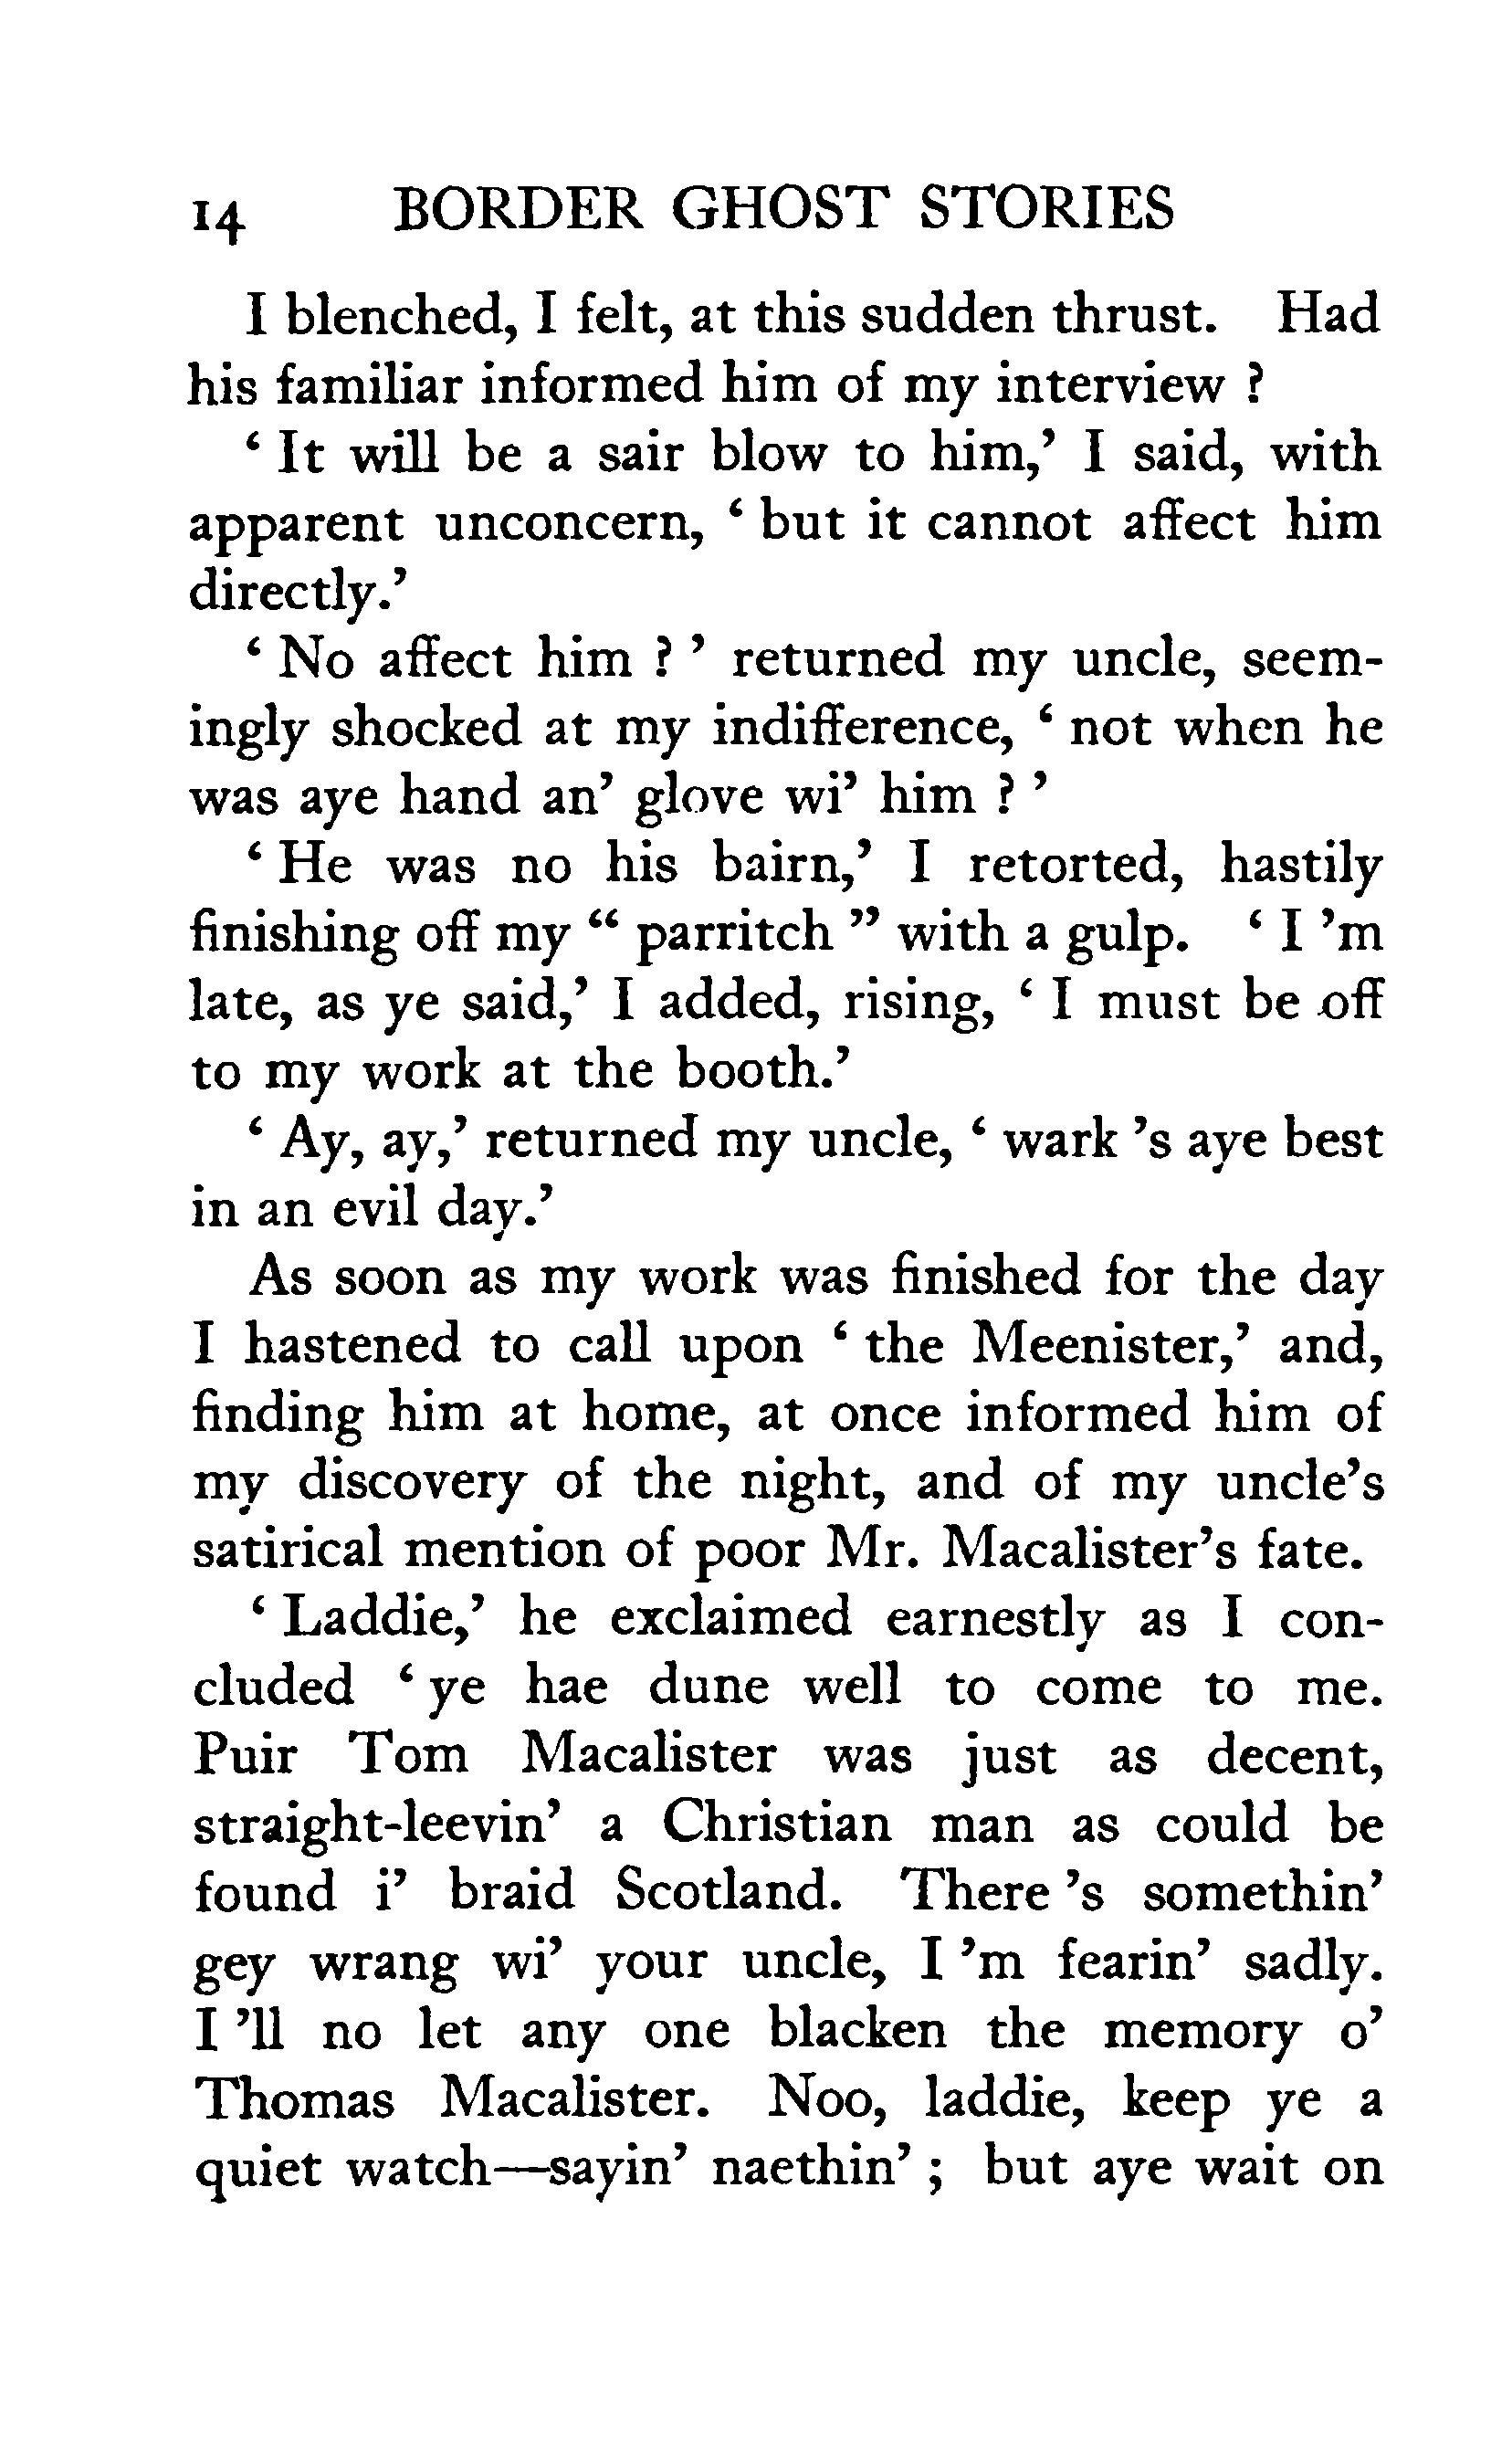 14 BORDER GHOST STORIES
I blenched, I felt, at this sudden thrust. Had
his familiar informed him of my interview ?
‘ It will be a sair blow to him,’ I said, with
apparent unconcern, ‘ but it cannot affect him
directly.’
‘ No affect him ? ’ returned my uncle, seem-
ingly shocked at my indifference, ‘ not when he
was aye hand an’ glove wi’ him ? ’
‘ He was no his bairn,’ I retorted, hastily
finishing off my “ parritch ” with a gulp. ‘ I ’m
late, as ye said,’ I added, rising, ‘ I must be off
to my work at the booth.’
‘ Ay, ay,’ returned my uncle, ‘ wark ’s aye best
in an evil day.’
As soon as my work was finished for the day
I hastened to call upon ‘ the Meenister,’ and,
finding him at home, at once informed him of
my discovery of the night, and of my uncle’s
satirical mention of poor Mr. Macalister’s fate.
‘ Laddie,’ he exclaimed earnestly as I con-
cluded ‘ ye hae dune well to come to me.
Puir Tom Macalister was just as decent,
straight-leevin’ a Christian man as could be
found i’ braid Scotland. There ’s somethin’
gey wrang wi’ your uncle, I ’m fearin’ sadly.
I ’ll no let any one blacken the memory o’
Thomas Macalister. Noo, laddie, keep ye a
quiet watch—sayin’ naethin’ ; but aye wait on